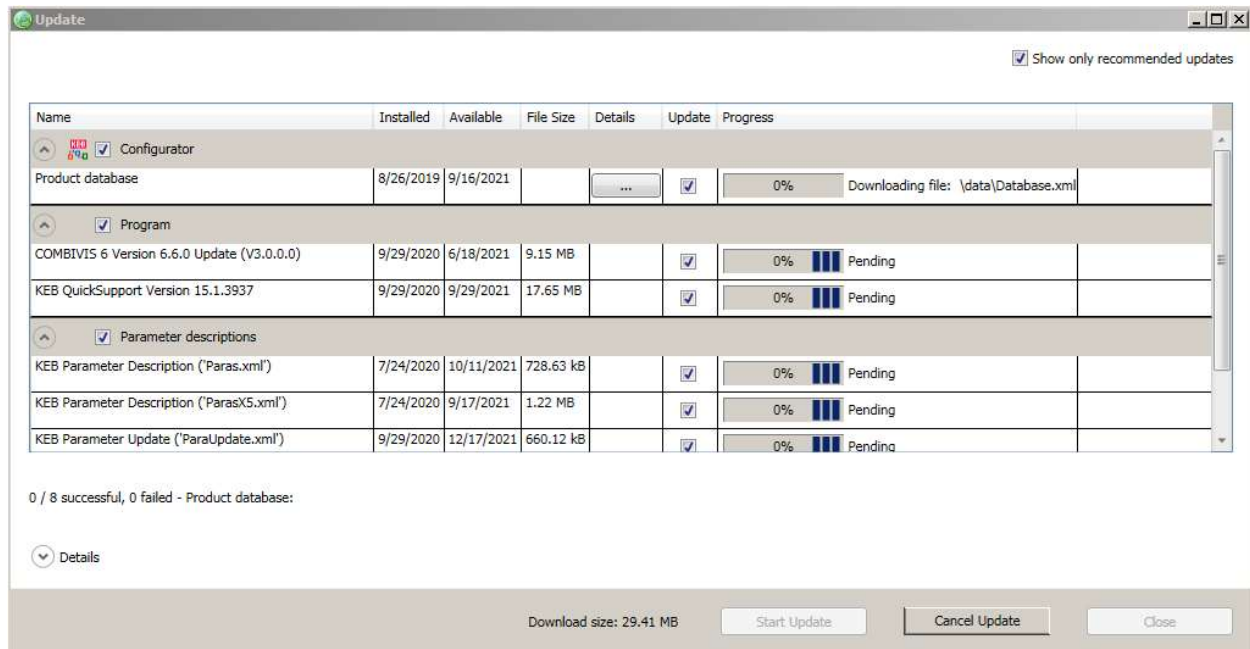 Update
Show only recommended updates
Name Installed Available File Size Details Update Progress
KEB Configurator
Product database 8/26/2019 9/16/2021 ... 0% Downloading file: \data\Database.xml
Program
COMBIVIS 6 Version 6.6.0 Update (V3.0.0.0) 9/29/2020 6/18/2021 9.15 MB 0% Pending
KEB QuickSupport Version 15.1.3937 9/29/2020 9/29/2021 17.65 MB 0% Pending
Parameter descriptions
KEB Parameter Description ('Paras.xml') 7/24/2020 10/11/2021 728.63 kB 0% Pending
KEB Parameter Description ('ParasX5.xml') 7/24/2020 9/17/2021 1.22 MB 0% Pending
KEB Parameter Update ('ParaUpdate.xml') 9/29/2020 12/17/2021 660.12 kB 0% Pending
0 / 8 successful, 0 failed - Product database:
Details
Download size: 29.41 MB Start Update Cancel Update Close